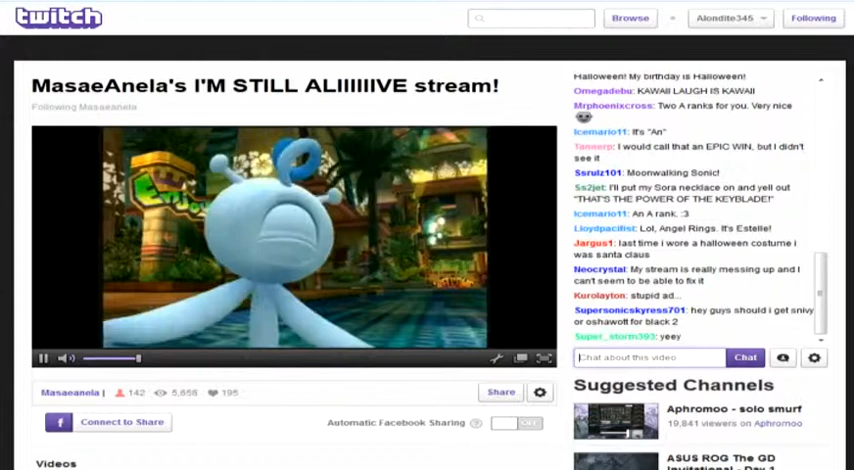 twitch
Browse
Alondite345
Following
MasaeAnela's I'M STILL ALIIIIIIVE stream!
Following Masaeanela
Enjoy
Halloween! My birthday is Halloween!
Omegadebu: KAWAII LAUGH IS KAWAII
Mrphoenixcross: Two A ranks for you. Very nice
Icemario11: It's "An"
Tannerp: I would call that an EPIC WIN, but I didn't
see it
Ssrulz101: Moonwalking Sonic!
Ss2jet: I'll put my Sora necklace on and yell out
"THAT'S THE POWER OF THE KEYBLADE!"
Icemario11: An A rank. :3
Lloydpacifist: Lol, Angel Rings. It's Estelle!
Jargus1: last time i wore a halloween costume i
was santa claus
Neocrystal: My stream is really messing up and I
can't seem to be able to fix it
Kurolayton: stupid ad...
Supersonicskyress701: hey guys should i get snivy
or oshawott for black 2
Super_storm393: yeey
Chat about this video
Chat
Masaeanela |
142
5,656
195
Share
f Connect to Share
Automatic Facebook Sharing ?
OFF
Videos
Suggested Channels
Aphromoo - solo smurf
19,841 viewers on Aphromoo
ASUS ROG The GD
Invitational - Day 1